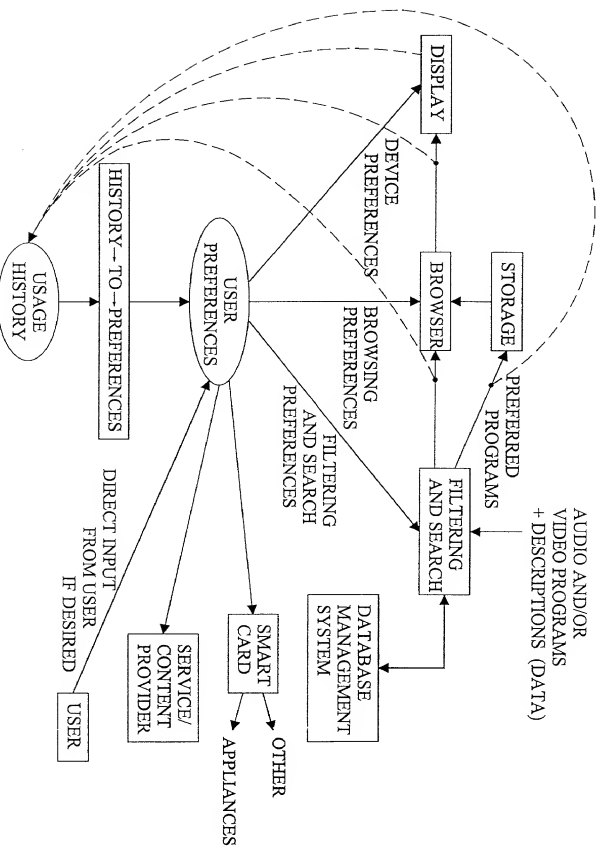 AUDIO AND/OR
VIDEO PROGRAMS
+ DESCRIPTIONS (DATA)
STORAGE
PREFERRED
PROGRAMS
DISPLAY
BROWSER
FILTERING
AND SEARCH
DEVICE
PREFERENCES
BROWSING
PREFERENCES
FILTERING
AND SEARCH
PREFERENCES
DATABASE
MANAGEMENT
SYSTEM
USER
PREFERENCES
SMART
CARD
OTHER
APPLIANCES
SERVICE/
CONTENT
PROVIDER
HISTORY→TO→PREFERENCES
DIRECT INPUT
FROM USER
IF DESIRED
USER
USAGE
HISTORY